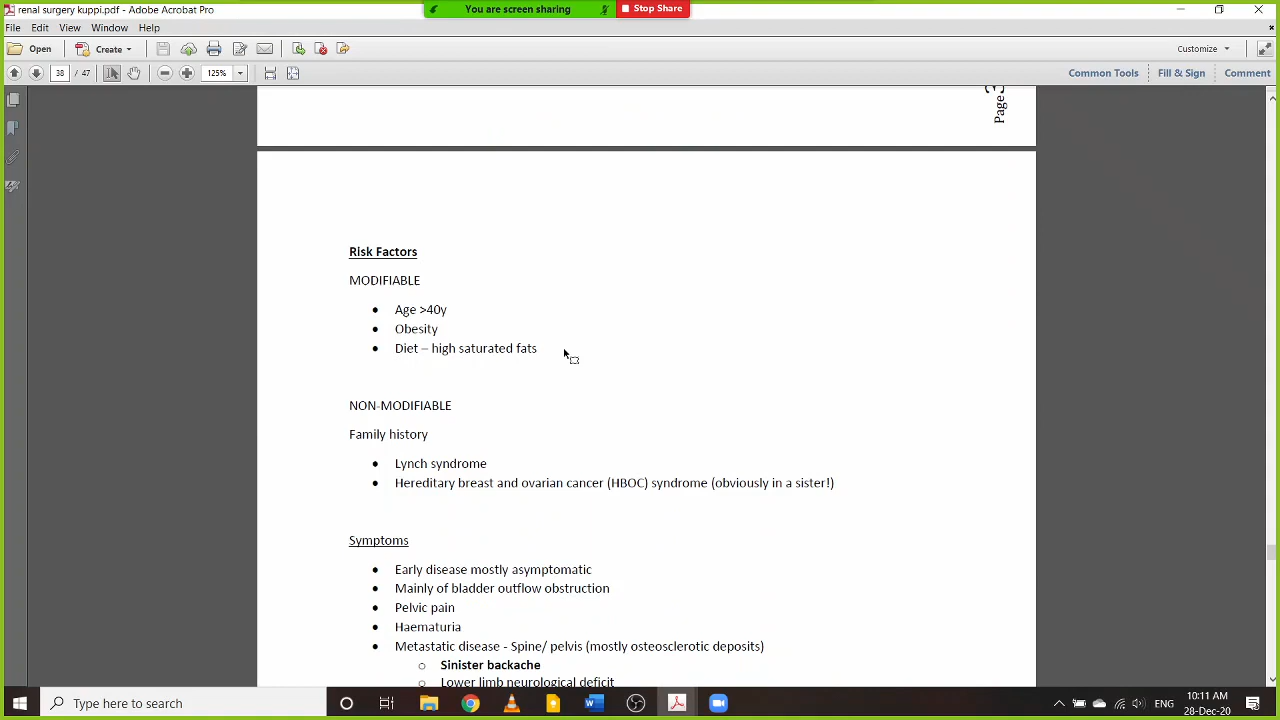 renal surgery kuppi.pdf - Adobe Acrobat Pro
You are screen sharing
Stop Share
File Edit View Window Help
Open
Create
Customize
38 / 47
125%
Common Tools
Fill & Sign
Comment
Page
Risk Factors
MODIFIABLE
• Age >40y
• Obesity
• Diet – high saturated fats
NON-MODIFIABLE
Family history
• Lynch syndrome
• Hereditary breast and ovarian cancer (HBOC) syndrome (obviously in a sister!)
Symptoms
• Early disease mostly asymptomatic
• Mainly of bladder outflow obstruction
• Pelvic pain
• Haematuria
• Metastatic disease - Spine/ pelvis (mostly osteosclerotic deposits)
o Sinister backache
o Lower limb neurological deficit
Type here to search
ENG
10:11 AM
28-Dec-20